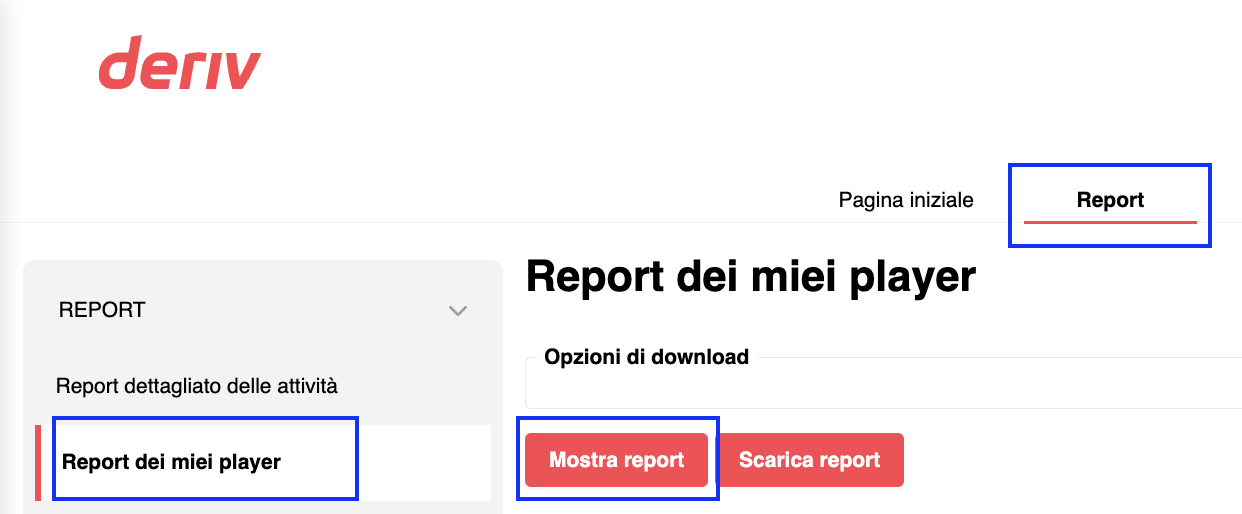 deriv
Pagina iniziale
Report
REPORT
Report dettagliato delle attività
Report dei miei player
Report dei miei player
Opzioni di download
Mostra report
Scarica report